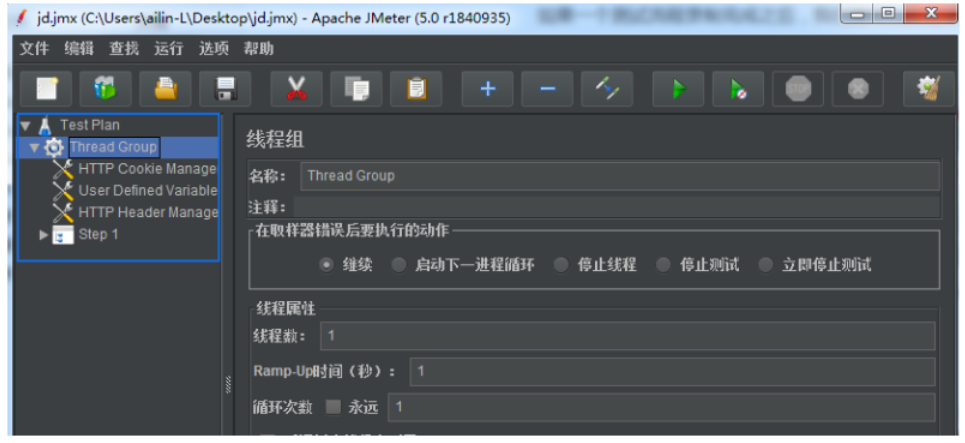 jd.jmx (C:\Users\ailin-L\Desktop\jd.jmx) - Apache JMeter (5.0 r1840935)
文件 编辑 查找 运行 选项 帮助
Test Plan
Thread Group
HTTP Cookie Manage
User Defined Variable
HTTP Header Manage
Step 1
线程组
名称: Thread Group
注释:
在取样器错误后要执行的动作
继续 启动下一进程循环 停止线程 停止测试 立即停止测试
线程属性
线程数: 1
Ramp-Up时间(秒): 1
循环次数 永远 1